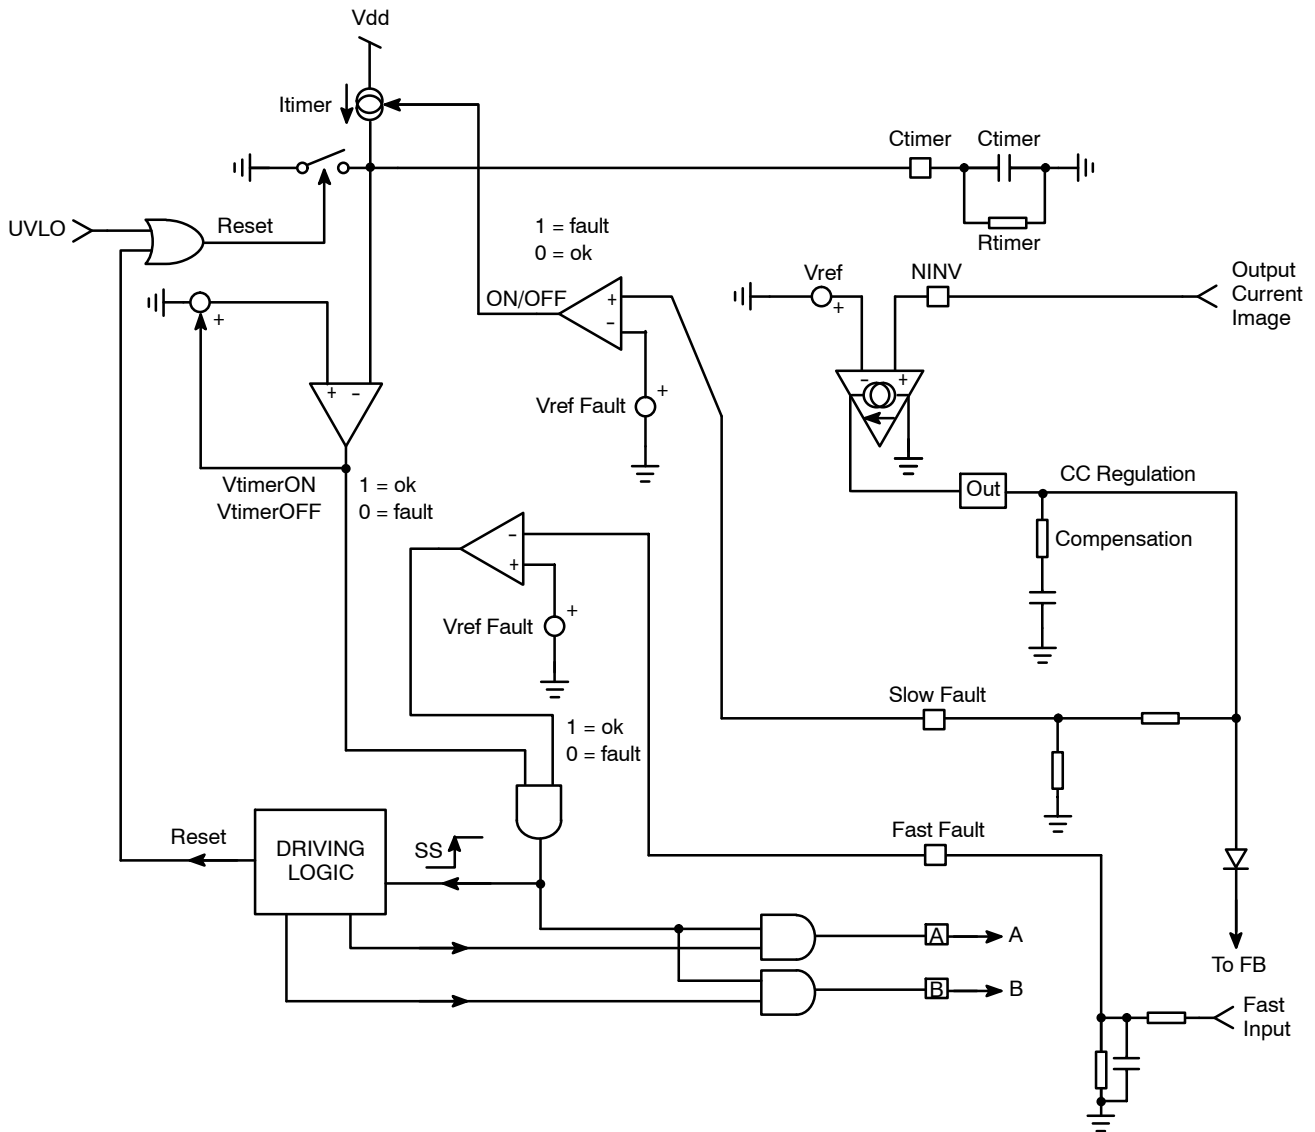 Vdd
Itimer
Ctimer
Ctimer
Rtimer
UVLO
Reset
1 = fault
0 = ok
ON/OFF
+
–
Vref
+
NINV
Output
Current
Image
+
+ –
– +
Vref Fault
+
VtimerON
VtimerOFF
1 = ok
0 = fault
Out
CC Regulation
Compensation
–
+
Vref Fault
+
Slow Fault
1 = ok
0 = fault
Fast Fault
Reset
DRIVING
LOGIC
SS
A
A
B
B
To FB
Fast
Input